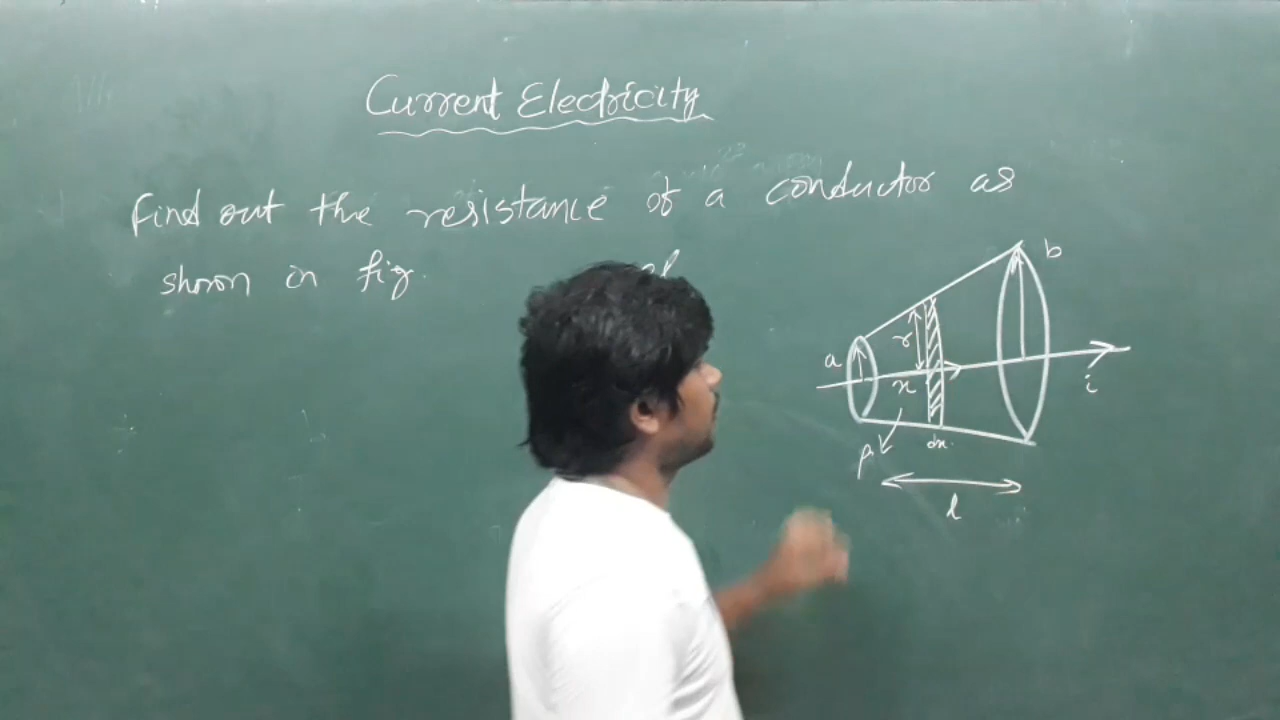 Current Electricity
Find out the resistance of a conductor as
shown in fig.
b
a
r
x
i
ρ
dx
l